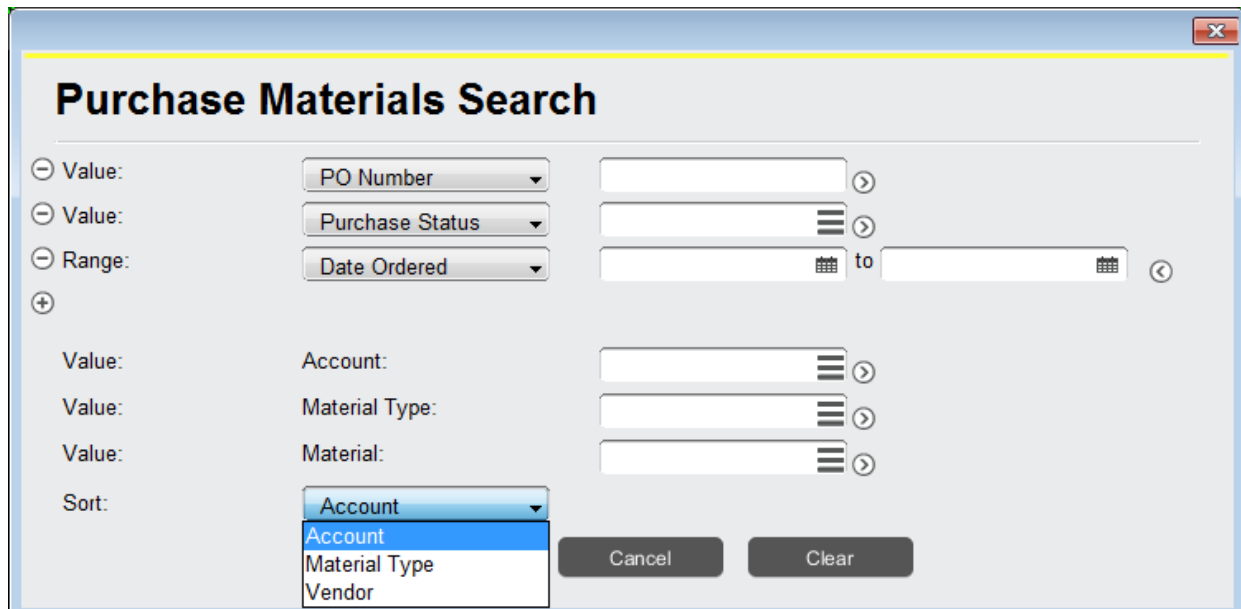 Purchase Materials Search
Value: PO Number
Value: Purchase Status
Range: Date Ordered to
Value: Account:
Value: Material Type:
Value: Material:
Sort: Account
Account
Material Type
Vendor
Cancel Clear